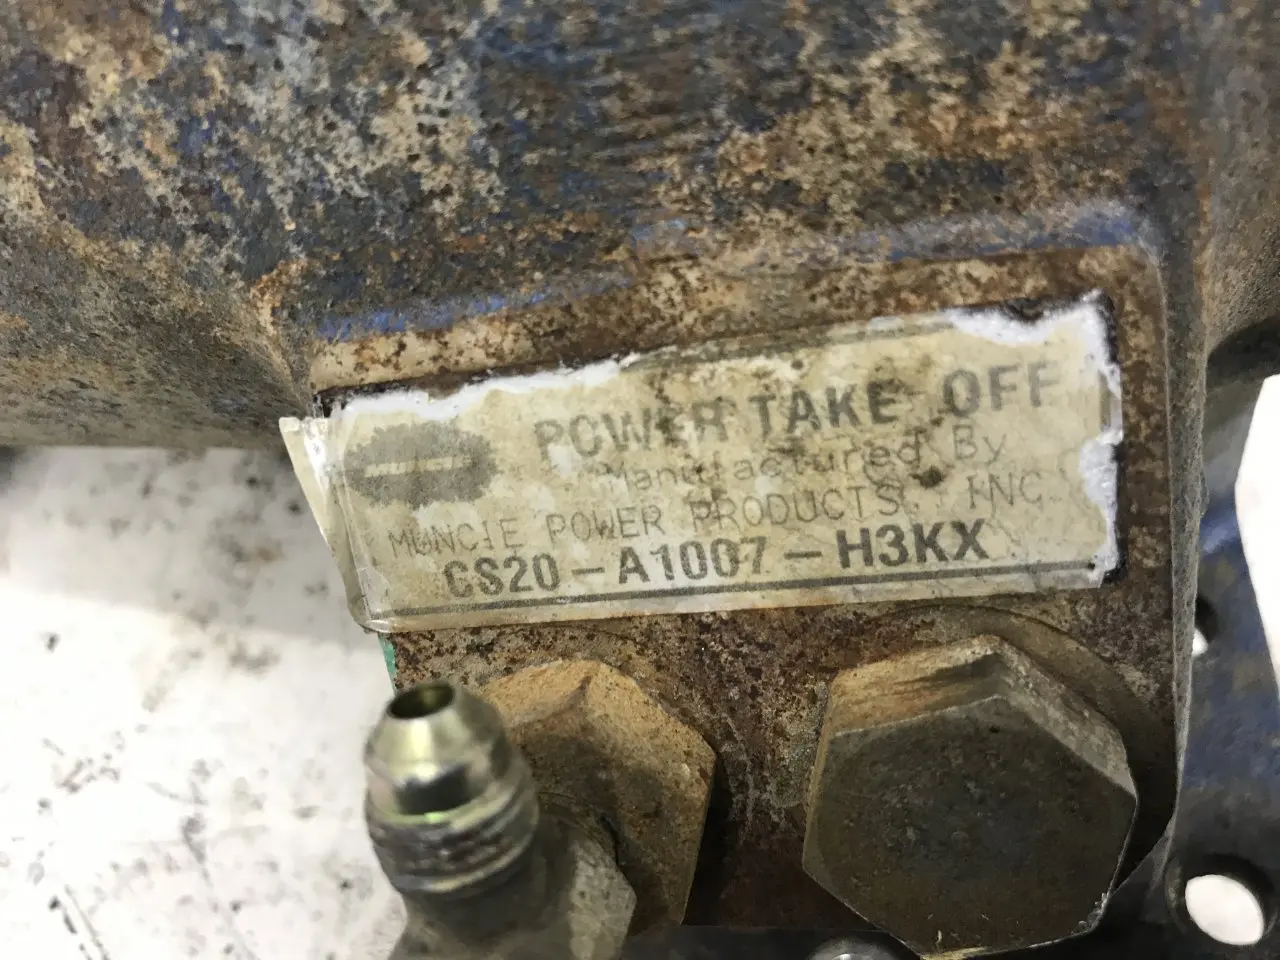 POWER TAKE OFF
Manufactured By
MUNCIE POWER PRODUCTS, INC.
CS20-A1007-H3KX